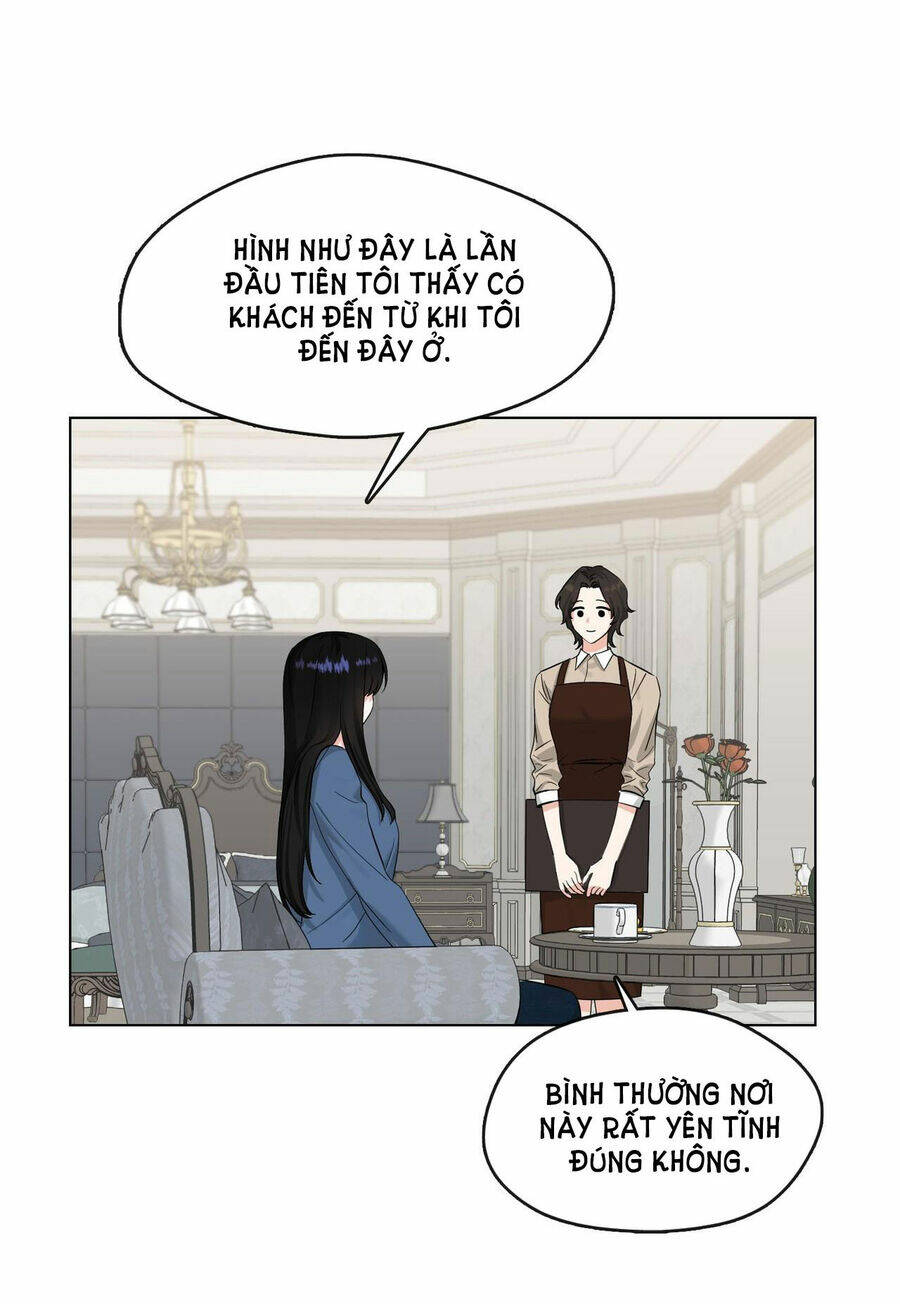 HÌNH NHƯ ĐÂY LÀ LẦN
ĐẦU TIÊN TÔI THẤY CÓ
KHÁCH ĐẾN TỪ KHI TÔI
ĐẾN ĐÂY Ở.
BÌNH THƯỜNG NƠI
NÀY RẤT YÊN TĨNH
ĐÚNG KHÔNG.